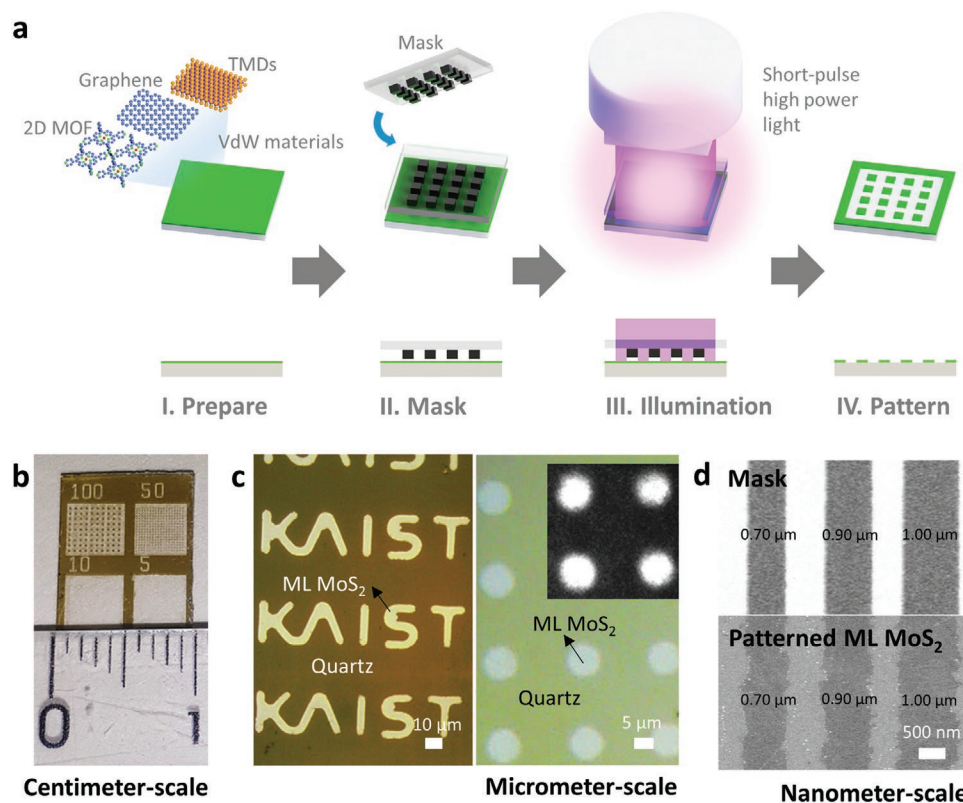 a
TMDs
Graphene
2D MOF
VdW materials
Mask
Short-pulse
high power
light
I. Prepare
II. Mask
III. Illumination
IV. Pattern
b
100 50
10 5
0 1
Centimeter-scale
c
KAIST
ML MoS₂
KAIST
Quartz
KAIST
10 µm
ML MoS₂
Quartz
5 µm
Micrometer-scale
d
Mask
0.70 µm 0.90 µm 1.00 µm
Patterned ML MoS₂
0.70 µm 0.90 µm 1.00 µm
500 nm
Nanometer-scale